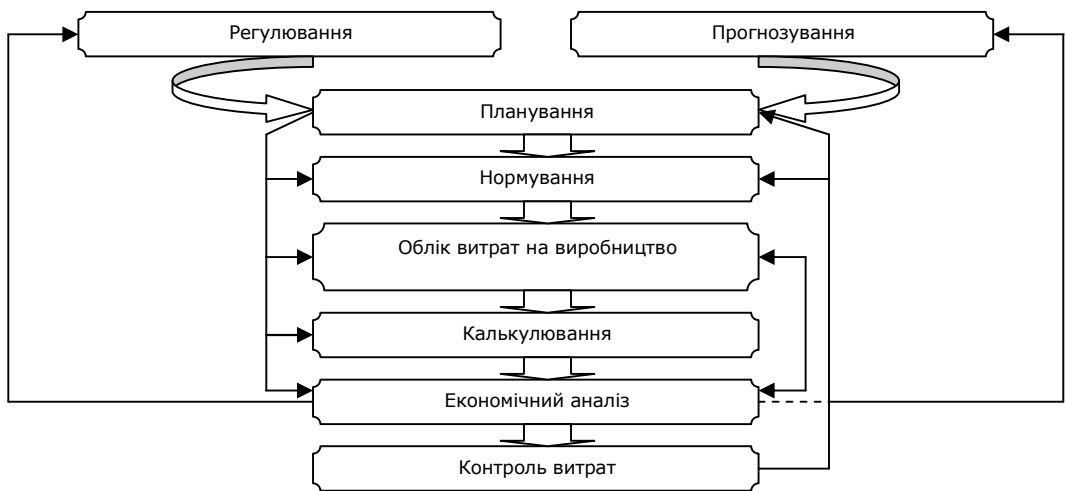 Регулювання
Прогнозування
Планування
Нормування
Облік витрат на виробництво
Калькулювання
Економічний аналіз
Контроль витрат